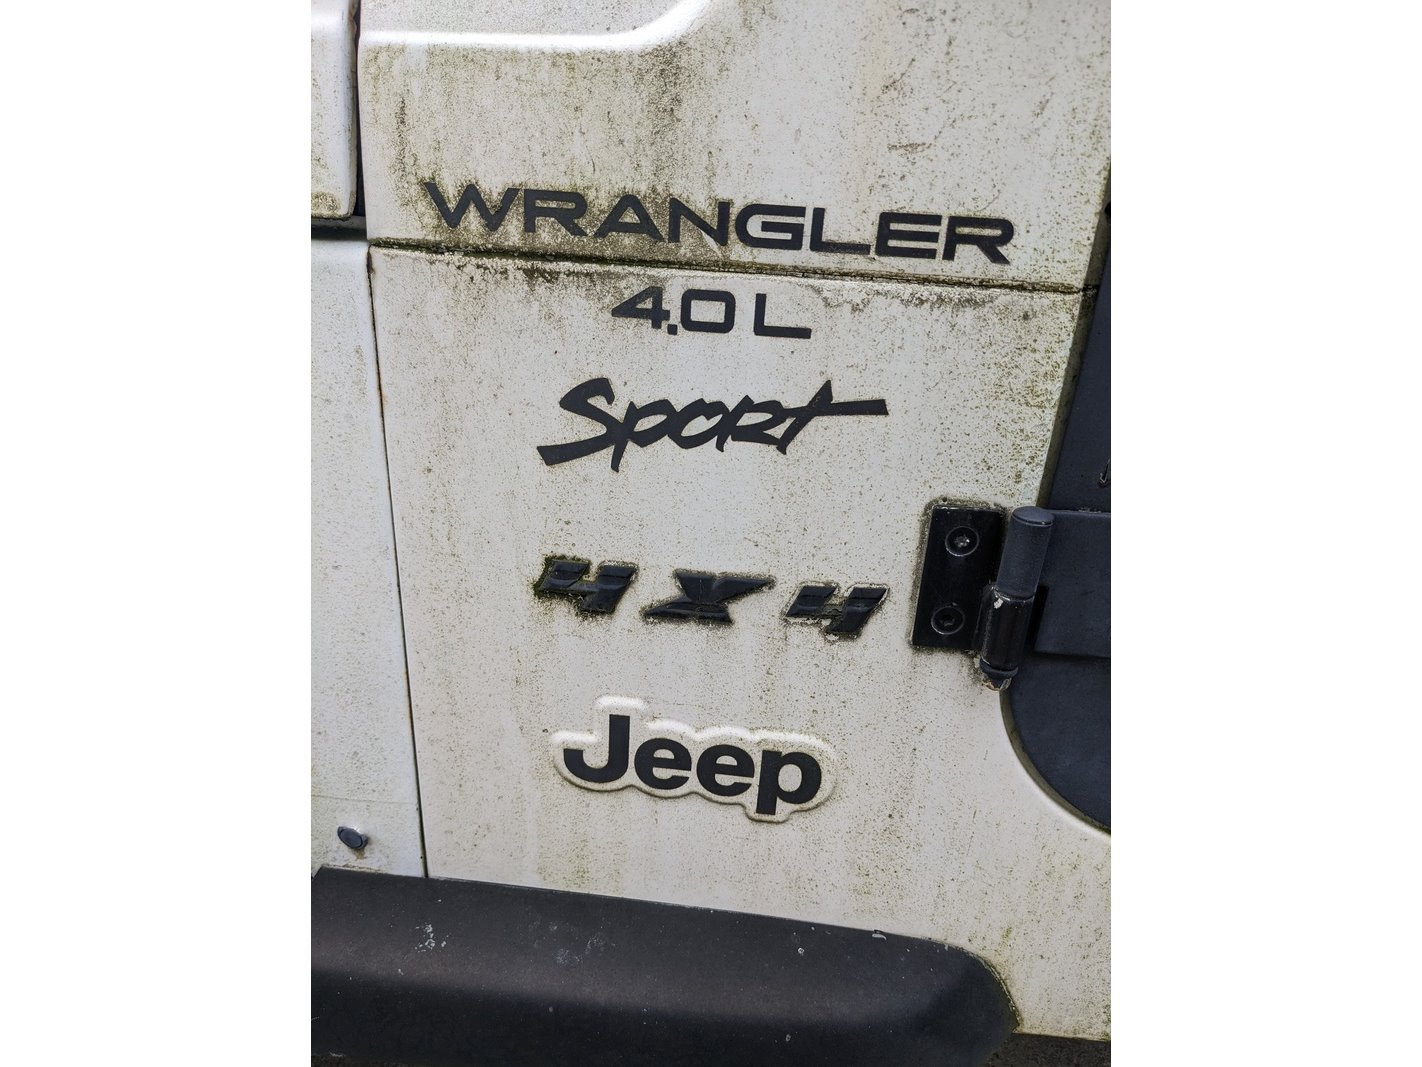 WRANGLER
4.0 L
Sport
4X4
Jeep